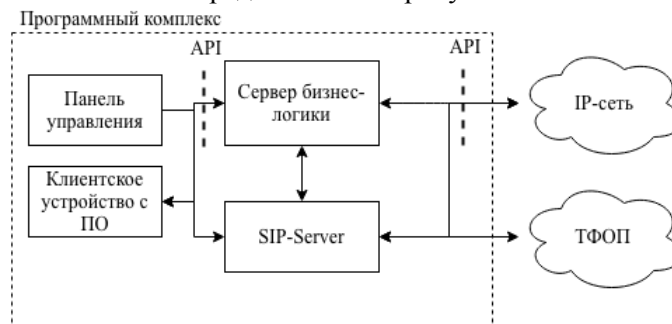 Программный комплекс
API
API
Панель
управления
Сервер бизнес-
логики
IP-сеть
Клиентское
устройство с
ПО
SIP-Server
ТФОП